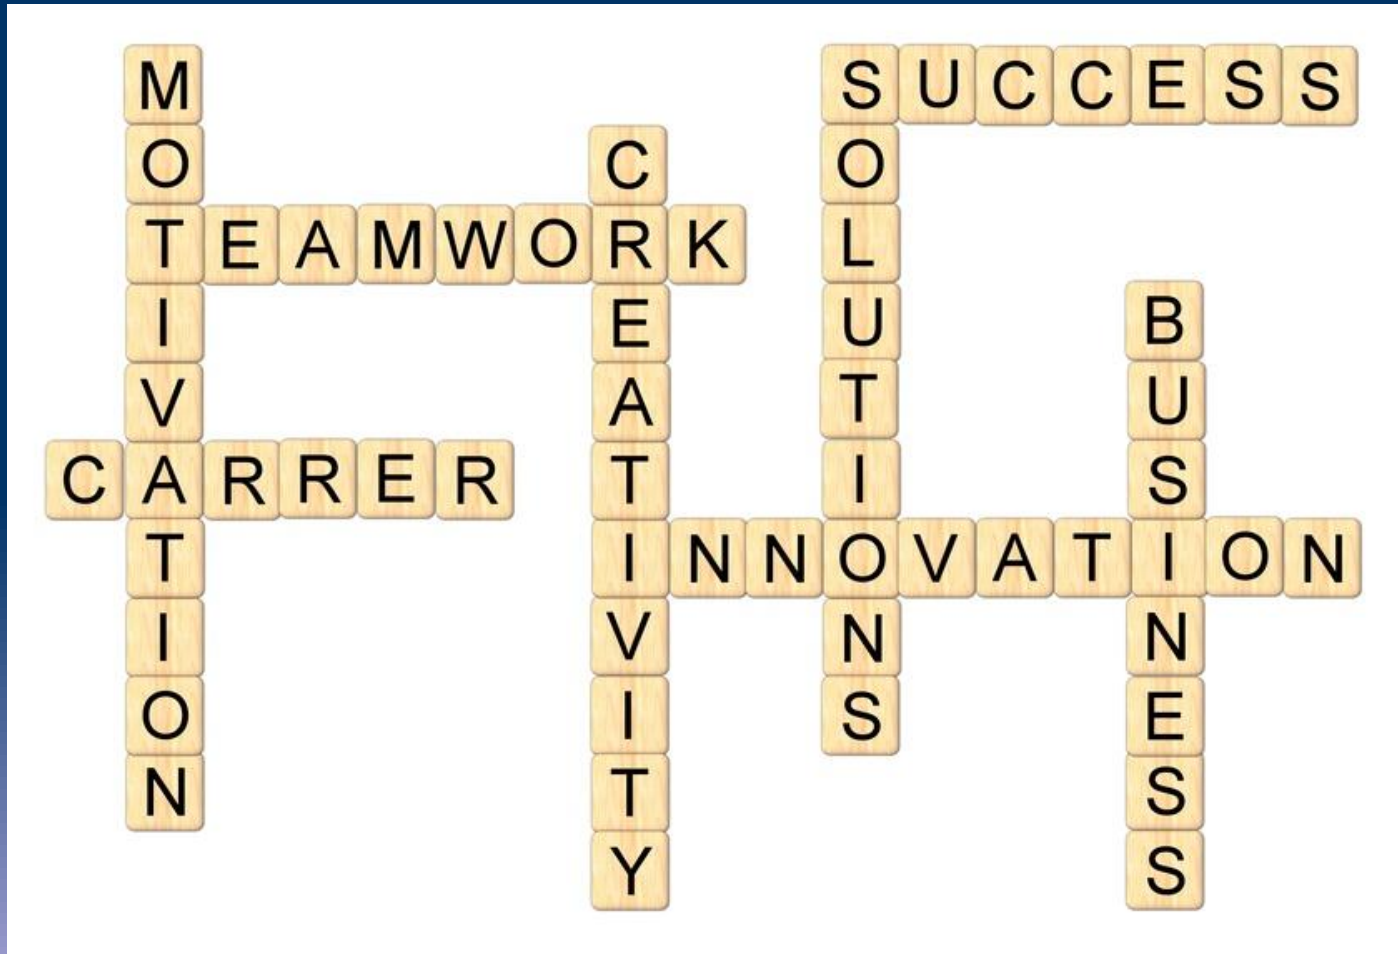 MOTIVATION
SUCCESS
SOLUTIONS
CREATIVITY
TEAMWORK
BUSINESS
CARRER
INNOVATION